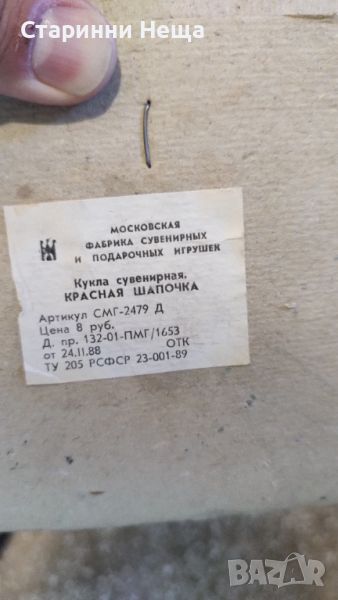 Старинни Неща
МОСКОВСКАЯ
ФАБРИКА СУВЕНИРНЫХ
И ПОДАРОЧНЫХ ИГРУШЕК
Кукла сувенирная,
КРАСНАЯ ШАПОЧКА
Артикул СМГ-2479 Д
Цена 8 руб.
Д. пр. 132-01-ПМГ/1653
от 24.11.88 ОТК
ТУ 205 РСФСР 23-001-89
BAZAR